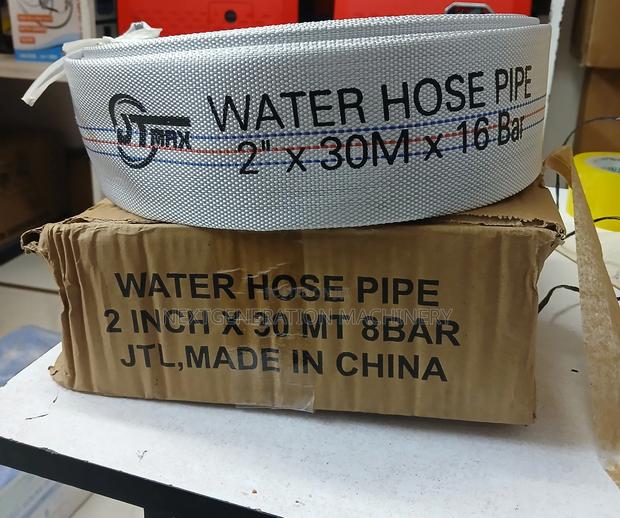 JT MAX
WATER HOSE PIPE
2" x 30M x 16 Bar
WATER HOSE PIPE
NEXTGENERATION MACHINERY
2 INCH X 30 MT 8BAR
JTL,MADE IN CHINA